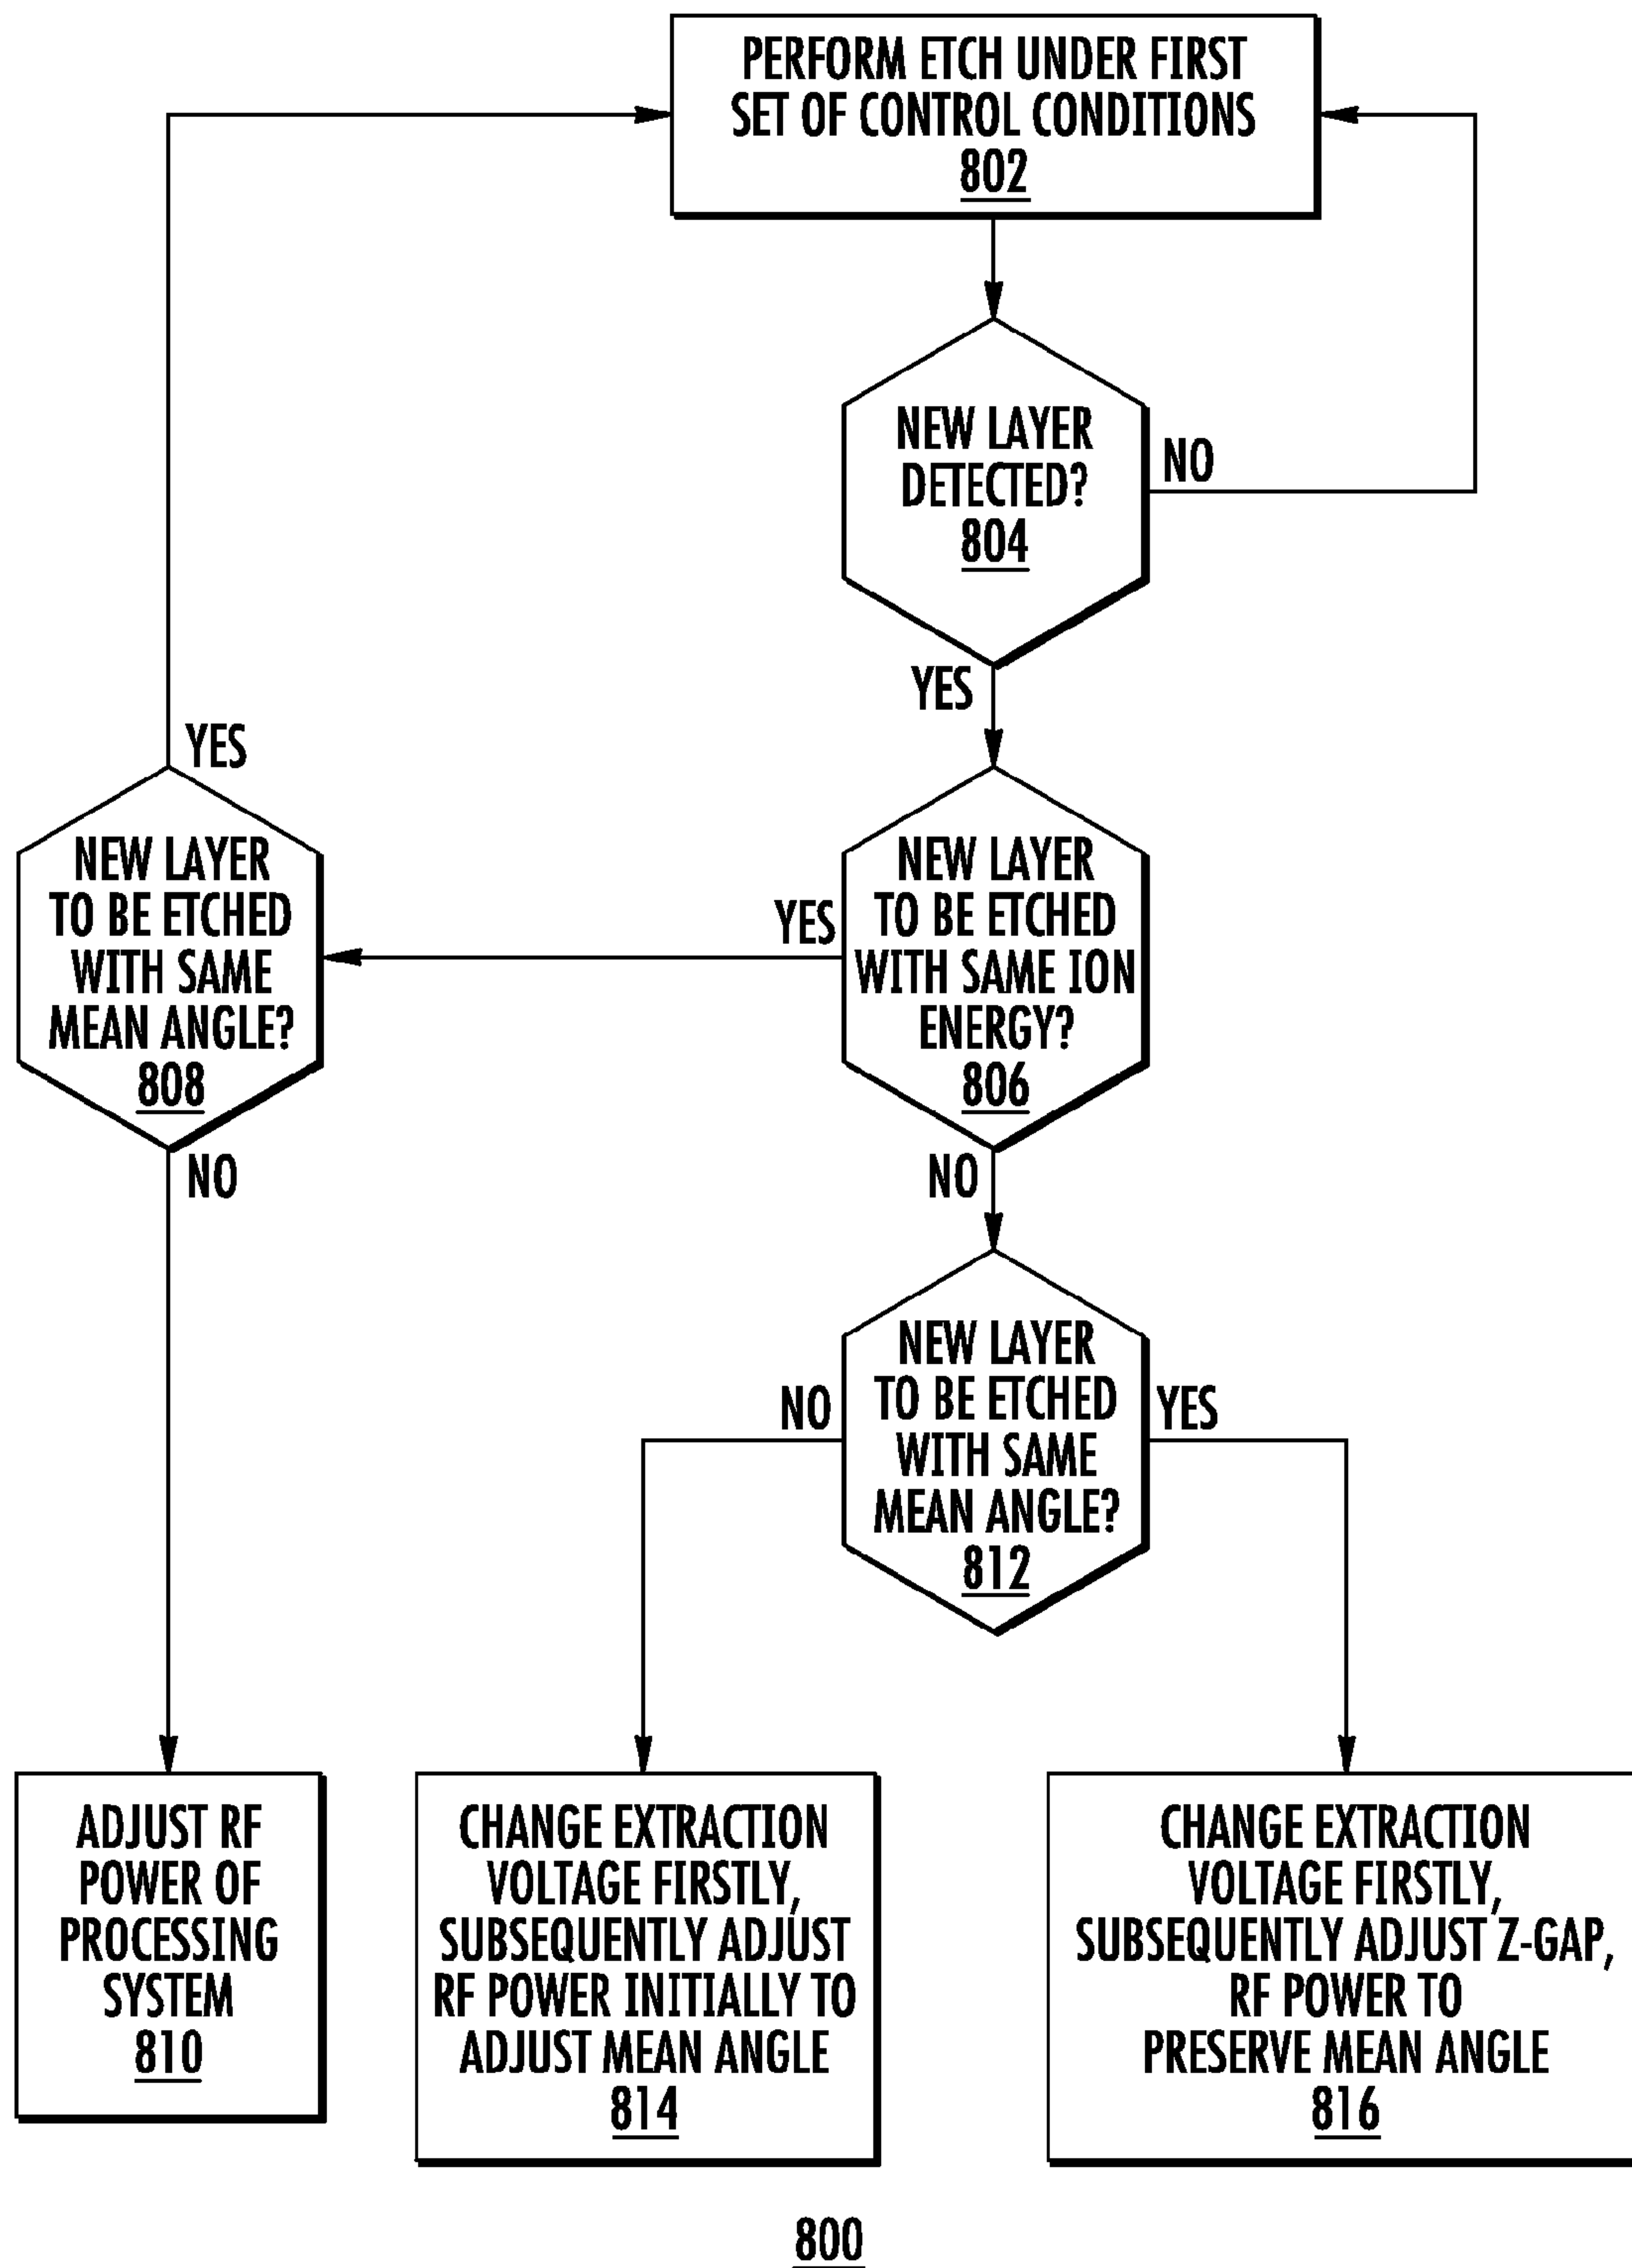 PERFORM ETCH UNDER FIRST
SET OF CONTROL CONDITIONS
802
NEW LAYER
DETECTED?
804
NO
YES
NEW LAYER
TO BE ETCHED
WITH SAME ION
ENERGY?
806
YES
NO
YES
NEW LAYER
TO BE ETCHED
WITH SAME
MEAN ANGLE?
808
NO
NEW LAYER
TO BE ETCHED
WITH SAME
MEAN ANGLE?
812
NO
YES
ADJUST RF
POWER OF
PROCESSING
SYSTEM
810
CHANGE EXTRACTION
VOLTAGE FIRSTLY,
SUBSEQUENTLY ADJUST
RF POWER INITIALLY TO
ADJUST MEAN ANGLE
814
CHANGE EXTRACTION
VOLTAGE FIRSTLY,
SUBSEQUENTLY ADJUST Z-GAP,
RF POWER TO
PRESERVE MEAN ANGLE
816
800